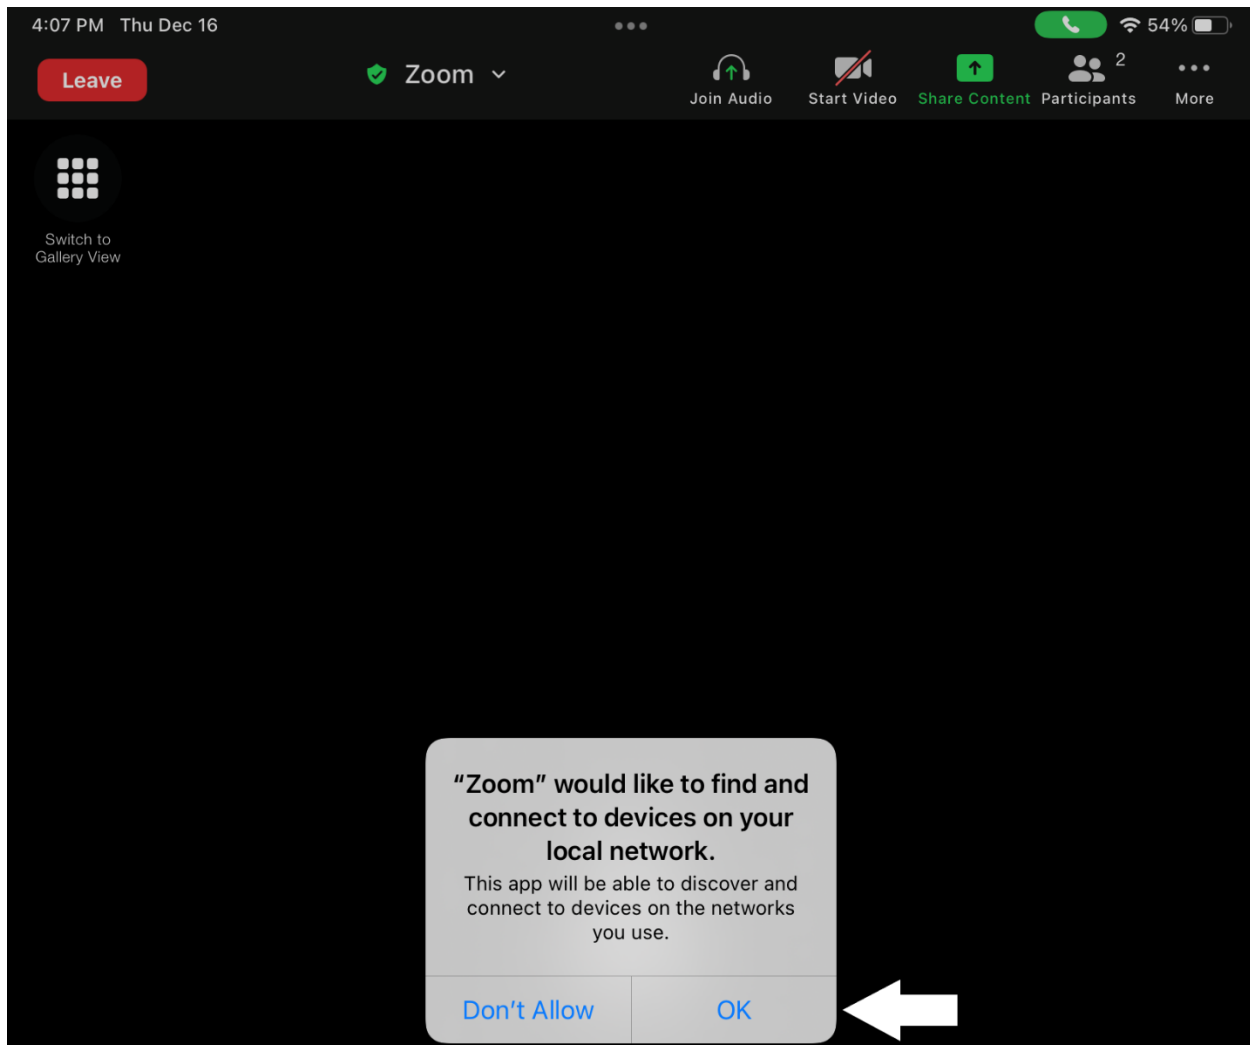 4:07 PM Thu Dec 16
54%
Leave
Zoom
Join Audio
Start Video
Share Content
Participants
2
More
Switch to
Gallery View
“Zoom” would like to find and
connect to devices on your
local network.
This app will be able to discover and
connect to devices on the networks
you use.
Don’t Allow
OK